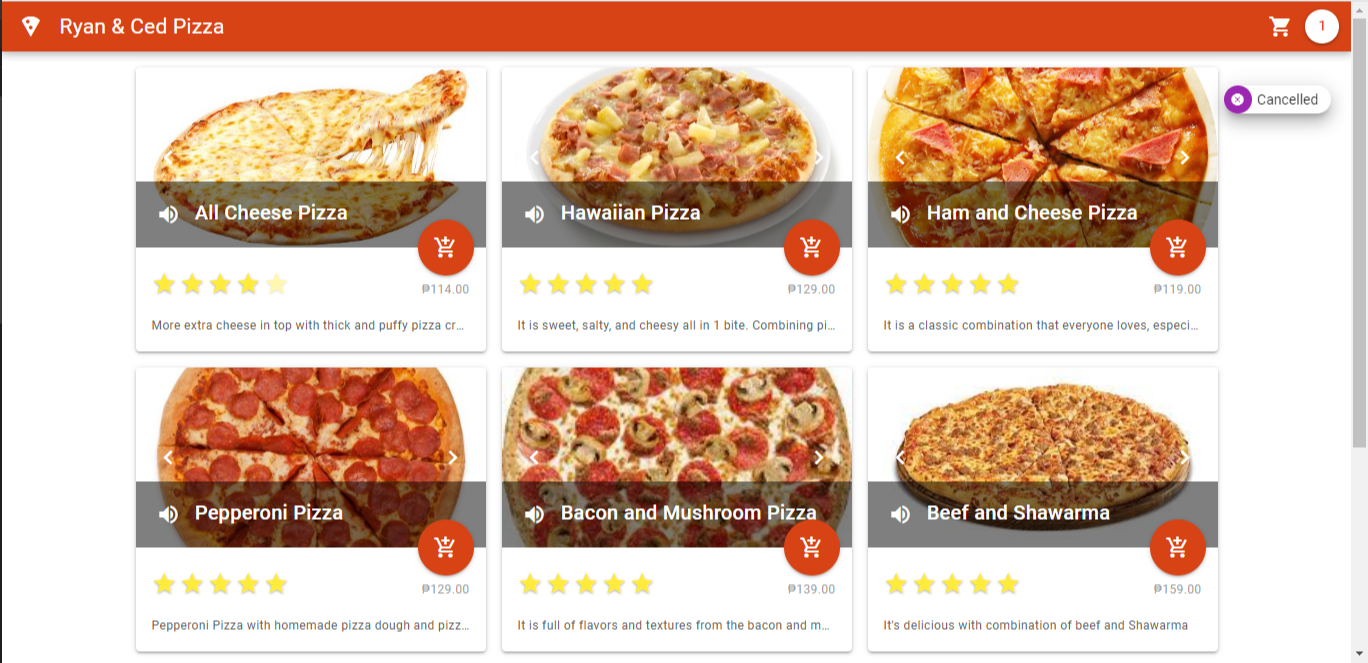 Ryan & Ced Pizza
1
Cancelled
All Cheese Pizza
₱114.00
More extra cheese in top with thick and puffy pizza cr...
Hawaiian Pizza
₱129.00
It is sweet, salty, and cheesy all in 1 bite. Combining pi...
Ham and Cheese Pizza
₱119.00
It is a classic combination that everyone loves, especi...
Pepperoni Pizza
₱129.00
Pepperoni Pizza with homemade pizza dough and pizz...
Bacon and Mushroom Pizza
₱139.00
It is full of flavors and textures from the bacon and m...
Beef and Shawarma
₱159.00
It's delicious with combination of beef and Shawarma